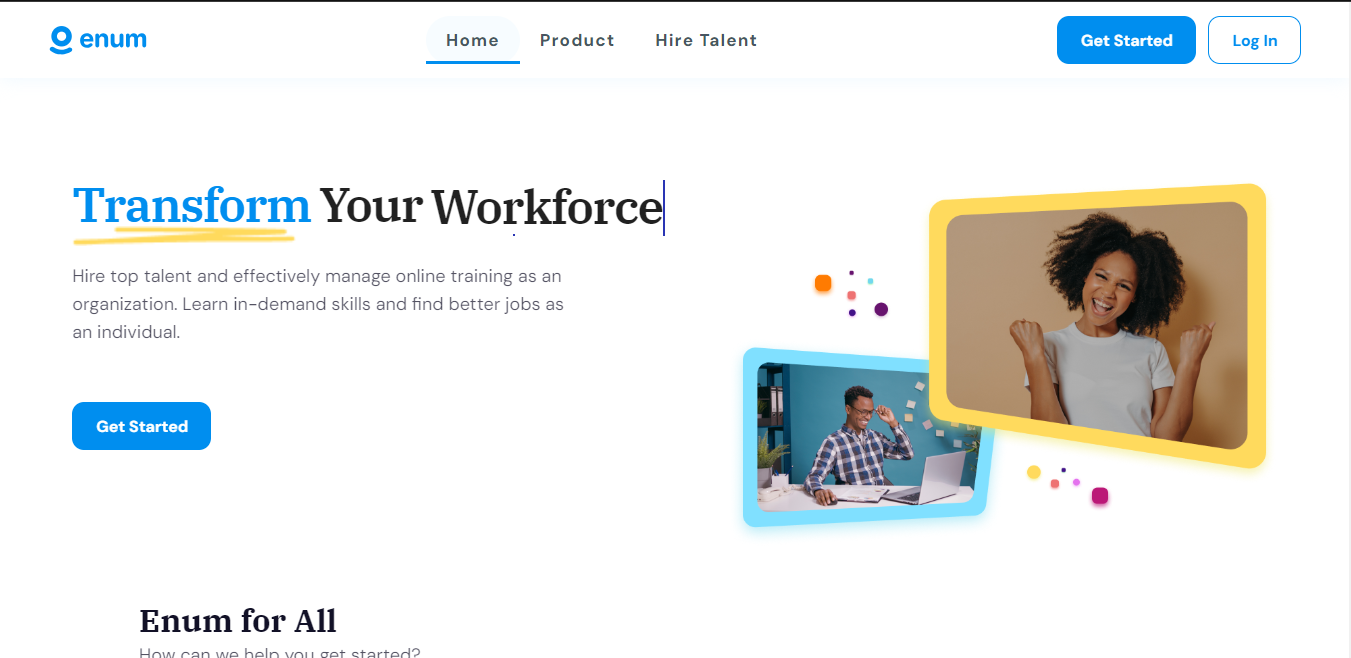 enum
Home Product Hire Talent
Get Started Log In
Transform Your Workforce
Hire top talent and effectively manage online training as an
organization. Learn in-demand skills and find better jobs as
an individual.
Get Started
Enum for All
How can we help you get started?